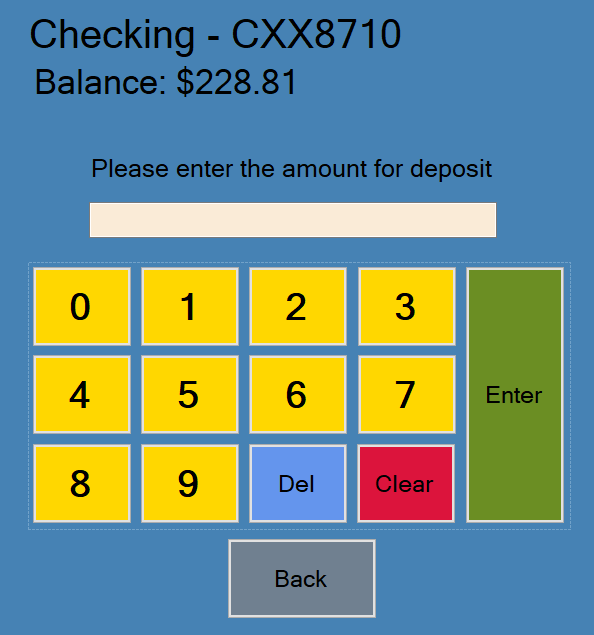 Checking - CXX8710
Balance: $228.81
Please enter the amount for deposit
0 1 2 3
4 5 6 7 Enter
8 9 Del Clear
Back